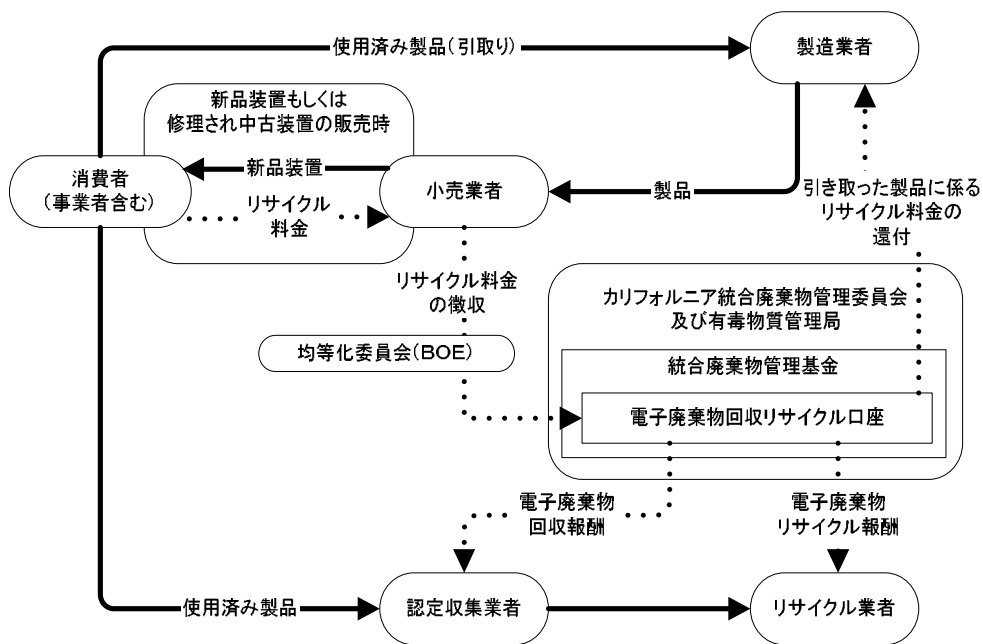 使用済み製品(引取り)
製造業者
新品装置もしくは
修理され中古装置の販売時
新品装置
消費者
(事業者含む)
小売業者
製品
リサイクル
料金
引き取った製品に係る
リサイクル料金の
還付
リサイクル料金
の徴収
カリフォルニア統合廃棄物管理委員会
及び有毒物質管理局
均等化委員会(BOE)
統合廃棄物管理基金
電子廃棄物回収リサイクル口座
電子廃棄物
回収報酬
電子廃棄物
リサイクル報酬
使用済み製品
認定収集業者
リサイクル業者